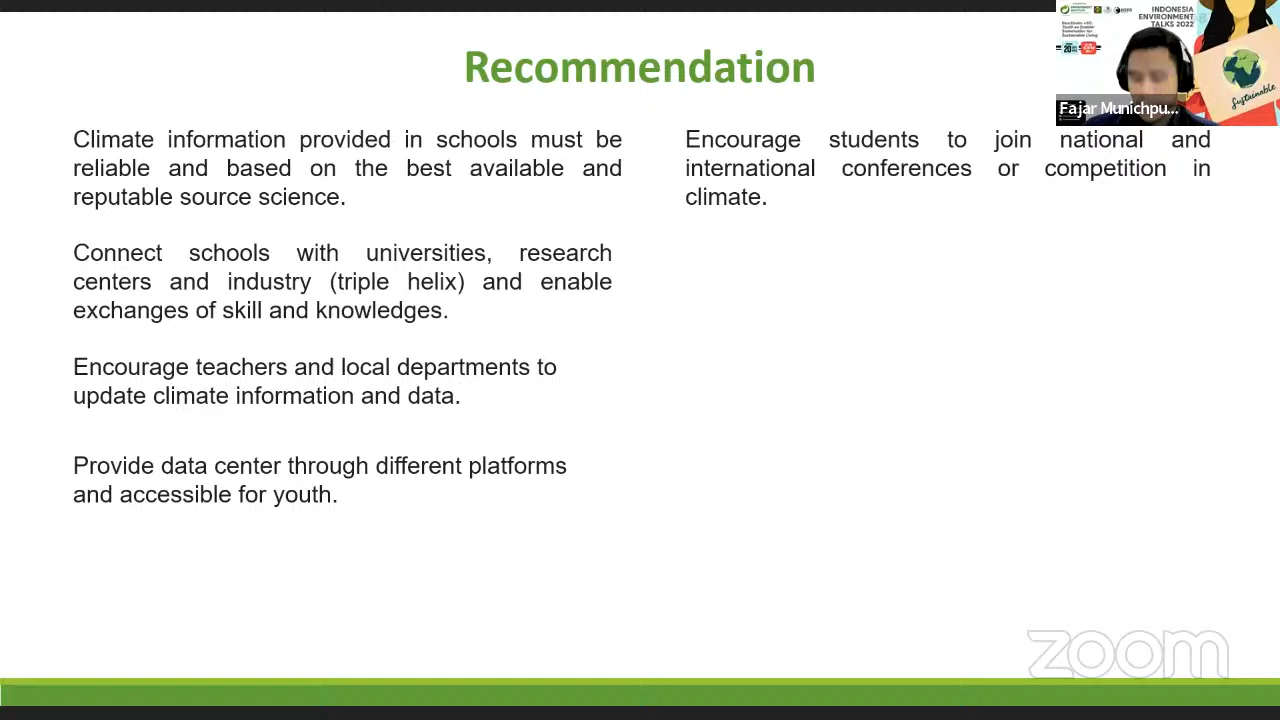 Recommendation
Climate information provided in schools must be
reliable and based on the best available and
reputable source science.
Connect schools with universities, research
centers and industry (triple helix) and enable
exchanges of skill and knowledges.
Encourage teachers and local departments to
update climate information and data.
Provide data center through different platforms
and accessible for youth.
Encourage students to join national and
international conferences or competition in
climate.
INDONESIA
ENVIRONMENT
TALKS 2022
20
Sustainable
Fajar Munichpu...
zoom